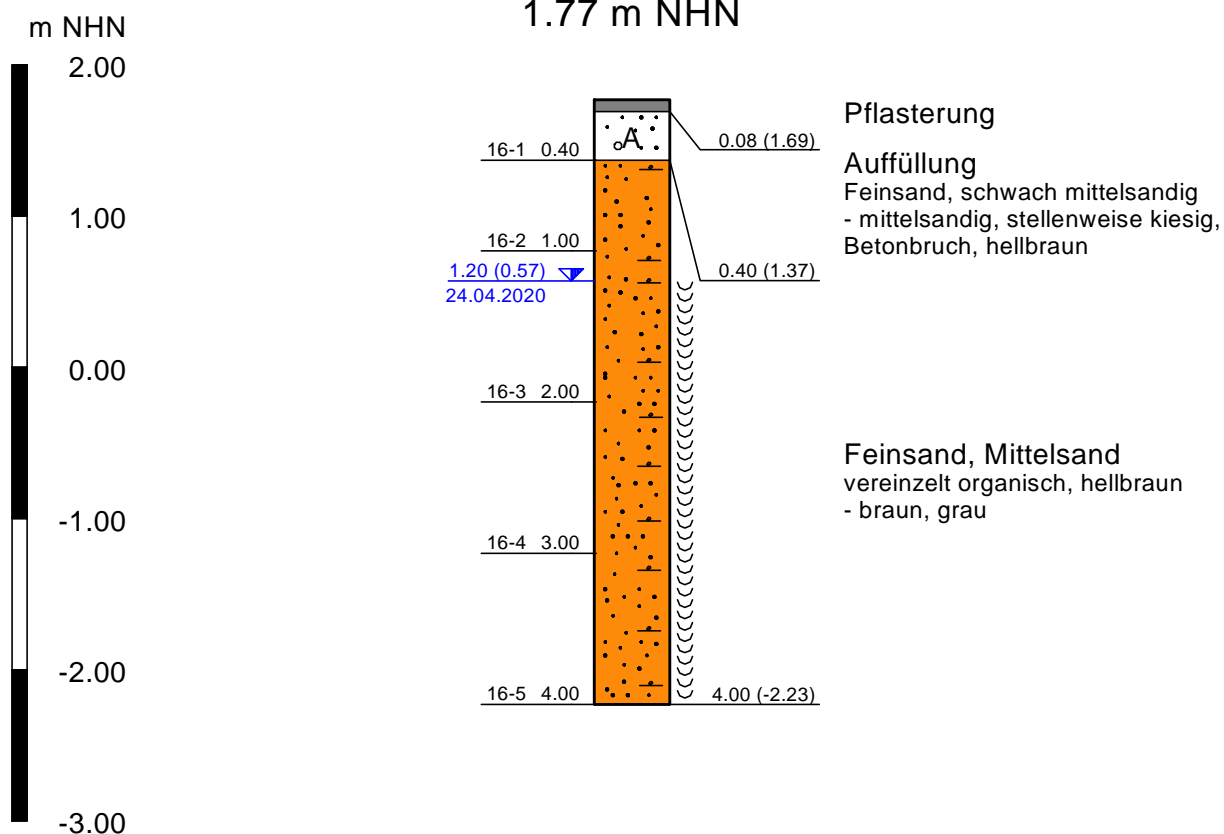 1.77 m NHN
m NHN
2.00
1.00
0.00
-1.00
-2.00
-3.00
16-1 0.40
16-2 1.00
1.20 (0.57)
24.04.2020
16-3 2.00
16-4 3.00
16-5 4.00
A
0.08 (1.69)
0.40 (1.37)
4.00 (-2.23)
Pflasterung
Auffüllung
Feinsand, schwach mittelsandig
- mittelsandig, stellenweise kiesig,
Betonbruch, hellbraun
Feinsand, Mittelsand
vereinzelt organisch, hellbraun
- braun, grau